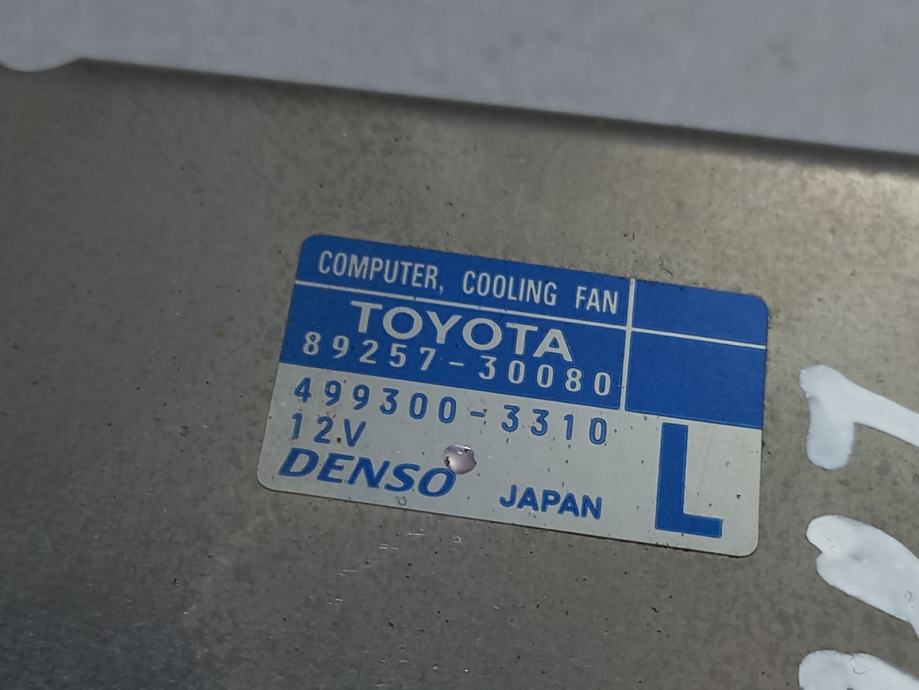 COMPUTER, COOLING FAN
TOYOTA
89257-30080
499300-3310
12V
DENSO JAPAN
L